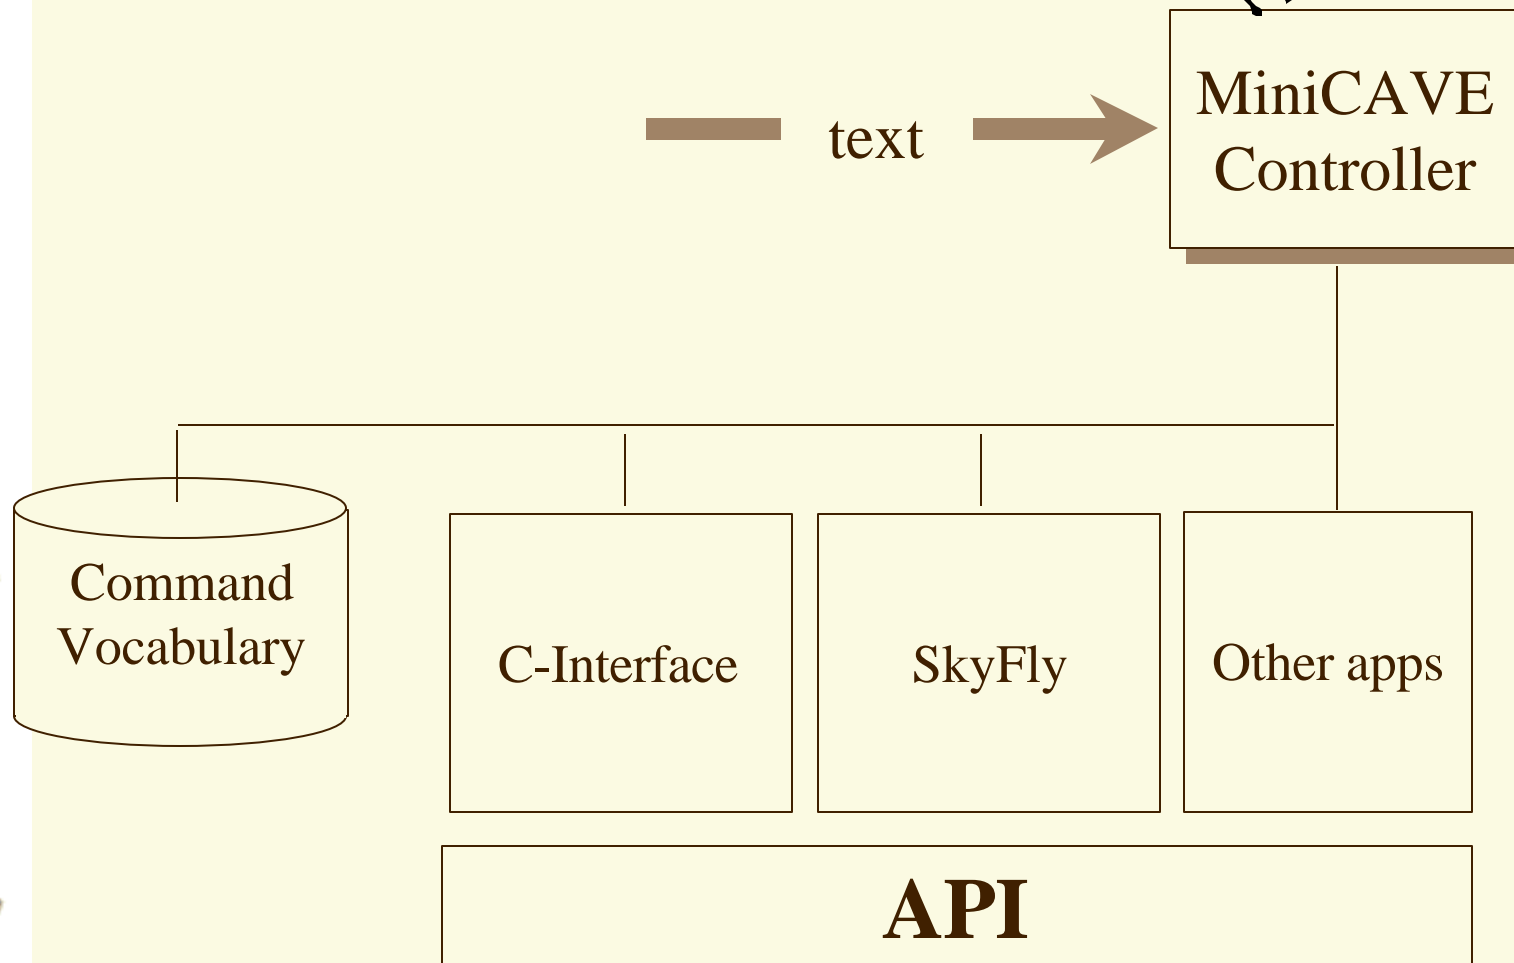 MiniCAVE
Controller
text
Command
Vocabulary
C-Interface
SkyFly
Other apps
API